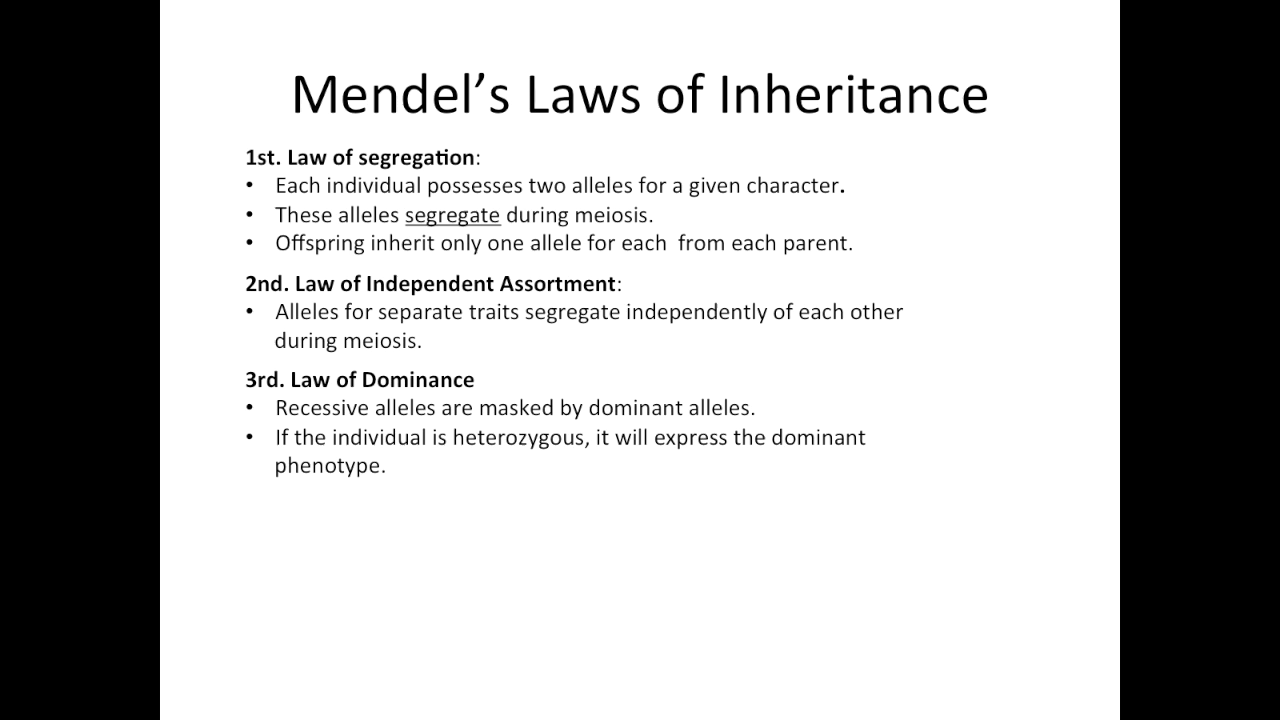 Mendel’s Laws of Inheritance
1st. Law of segregation:
• Each individual possesses two alleles for a given character.
• These alleles segregate during meiosis.
• Offspring inherit only one allele for each  from each parent.
2nd. Law of Independent Assortment:
• Alleles for separate traits segregate independently of each other
during meiosis.
3rd. Law of Dominance
• Recessive alleles are masked by dominant alleles.
• If the individual is heterozygous, it will express the dominant
phenotype.